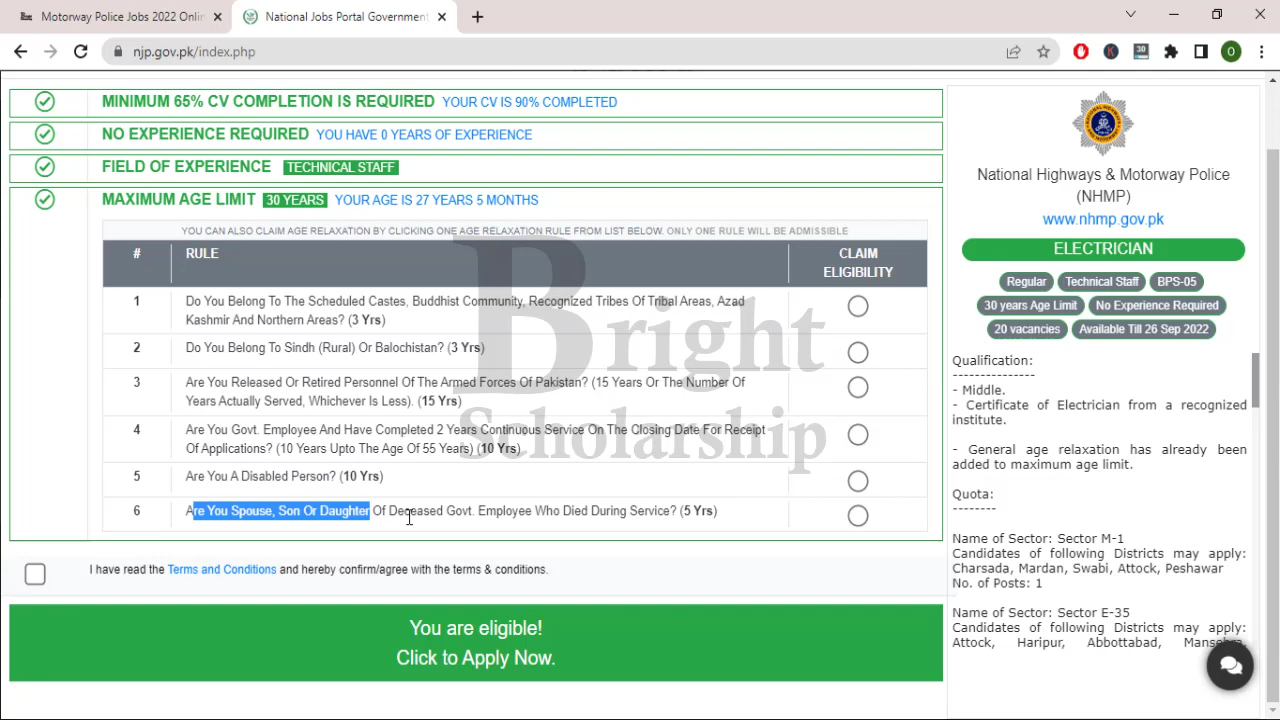 Motorway Police Jobs 2022 Onlin
National Jobs Portal Government
njp.gov.pk/index.php
MINIMUM 65% CV COMPLETION IS REQUIRED YOUR CV IS 90% COMPLETED
NO EXPERIENCE REQUIRED YOU HAVE 0 YEARS OF EXPERIENCE
FIELD OF EXPERIENCE TECHNICAL STAFF
MAXIMUM AGE LIMIT 30 YEARS YOUR AGE IS 27 YEARS 5 MONTHS
YOU CAN ALSO CLAIM AGE RELAXATION BY CLICKING ONE AGE RELAXATION RULE FROM LIST BELOW. ONLY ONE RULE WILL BE ADMISSIBLE
# RULE CLAIM
ELIGIBILITY
1 Do You Belong To The Scheduled Castes, Buddhist Community, Recognized Tribes Of Tribal Areas, Azad
Kashmir And Northern Areas? (3 Yrs)
2 Do You Belong To Sindh (Rural) Or Balochistan? (3 Yrs)
3 Are You Released Or Retired Personnel Of The Armed Forces Of Pakistan? (15 Years Or The Number Of
Years Actually Served, Whichever Is Less). (15 Yrs)
4 Are You Govt. Employee And Have Completed 2 Years Continuous Service On The Closing Date For Receipt
Of Applications? (10 Years Upto The Age Of 55 Years) (10 Yrs)
5 Are You A Disabled Person? (10 Yrs)
6 Are You Spouse, Son Or Daughter Of Deceased Govt. Employee Who Died During Service? (5 Yrs)
Bright
Scholarship
I have read the Terms and Conditions and hereby confirm/agree with the terms & conditions.
You are eligible!
Click to Apply Now.
National Highways & Motorway Police
(NHMP)
www.nhmp.gov.pk
ELECTRICIAN
Regular Technical Staff BPS-05
30 years Age Limit No Experience Required
20 vacancies Available Till 26 Sep 2022
Qualification:
---------------
- Middle.
- Certificate of Electrician from a recognized
institute.
- General age relaxation has already been
added to maximum age limit.
Quota:
--------
Name of Sector: Sector M-1
Candidates of following Districts may apply:
Charsada, Mardan, Swabi, Attock, Peshawar
No. of Posts: 1
Name of Sector: Sector E-35
Candidates of following Districts may apply:
Attock, Haripur, Abbottabad, Mansehra,